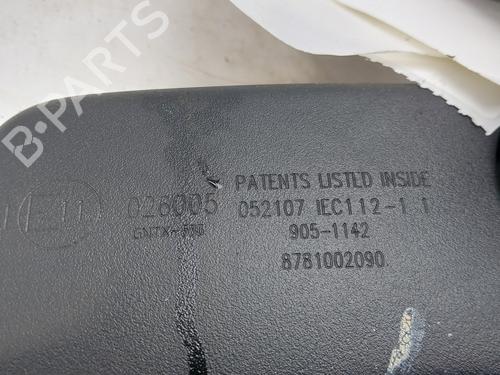 B-PARTS
PATENTS LISTED INSIDE
E11 026005 052107 IEC112-1 1
905-1142
8781002090